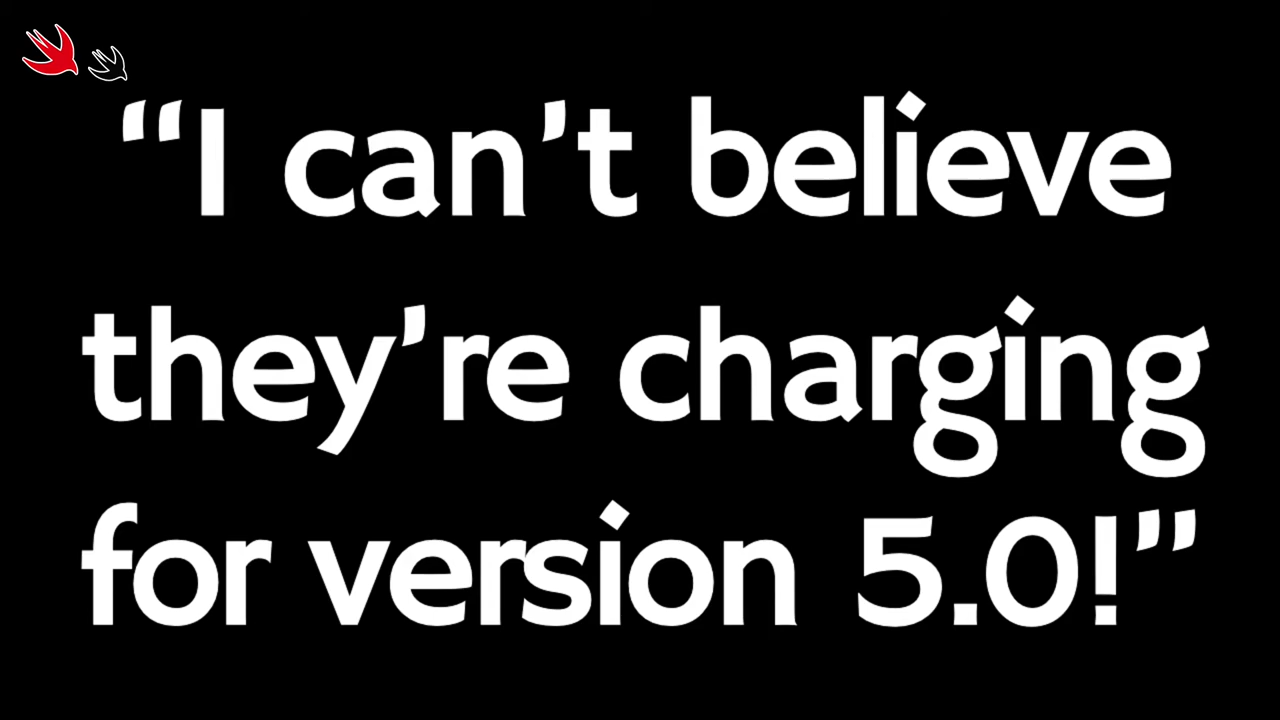 “I can’t believe
they’re charging
for version 5.0!”